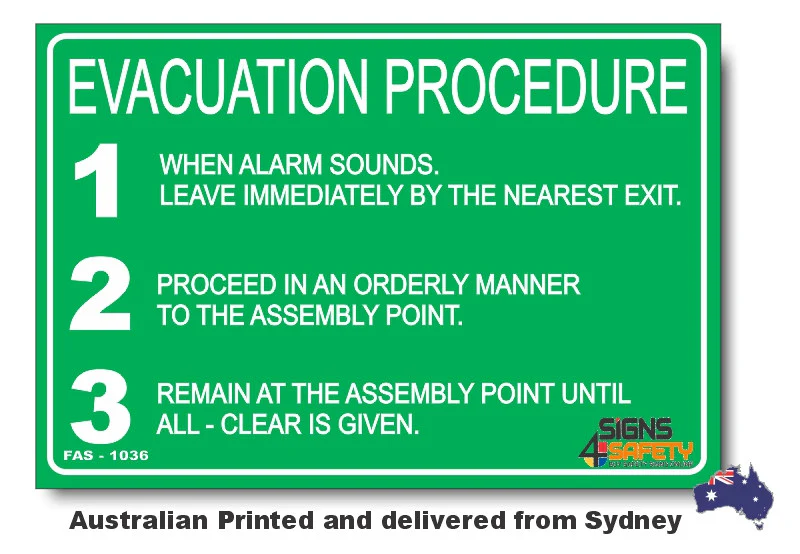 EVACUATION PROCEDURE
1 WHEN ALARM SOUNDS.
LEAVE IMMEDIATELY BY THE NEAREST EXIT.
2 PROCEED IN AN ORDERLY MANNER
TO THE ASSEMBLY POINT.
3 REMAIN AT THE ASSEMBLY POINT UNTIL
ALL - CLEAR IS GIVEN.
FAS - 1036
SIGNS
4 SAFETY
Australian Printed and delivered from Sydney